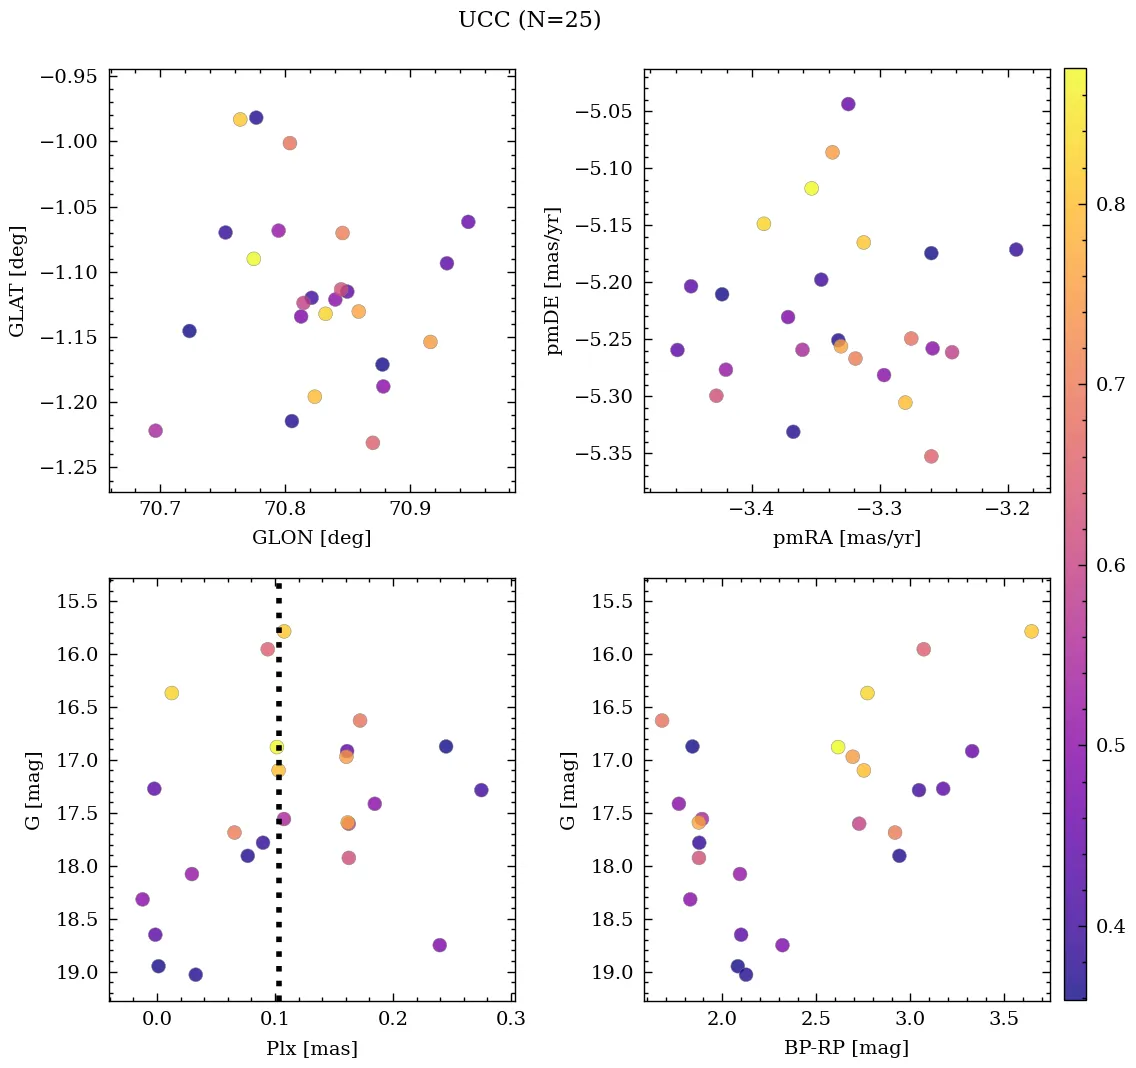 UCC (N=25)
−0.95
−1.00
−1.05
−1.10
−1.15
−1.20
−1.25
GLAT [deg]
70.7 70.8 70.9
GLON [deg]
−5.05
−5.10
−5.15
−5.20
−5.25
−5.30
−5.35
pmDE [mas/yr]
−3.4 −3.3 −3.2
pmRA [mas/yr]
0.8
0.7
0.6
0.5
0.4
15.5
16.0
16.5
17.0
17.5
18.0
18.5
19.0
G [mag]
0.0 0.1 0.2 0.3
Plx [mas]
15.5
16.0
16.5
17.0
17.5
18.0
18.5
19.0
G [mag]
2.0 2.5 3.0 3.5
BP-RP [mag]